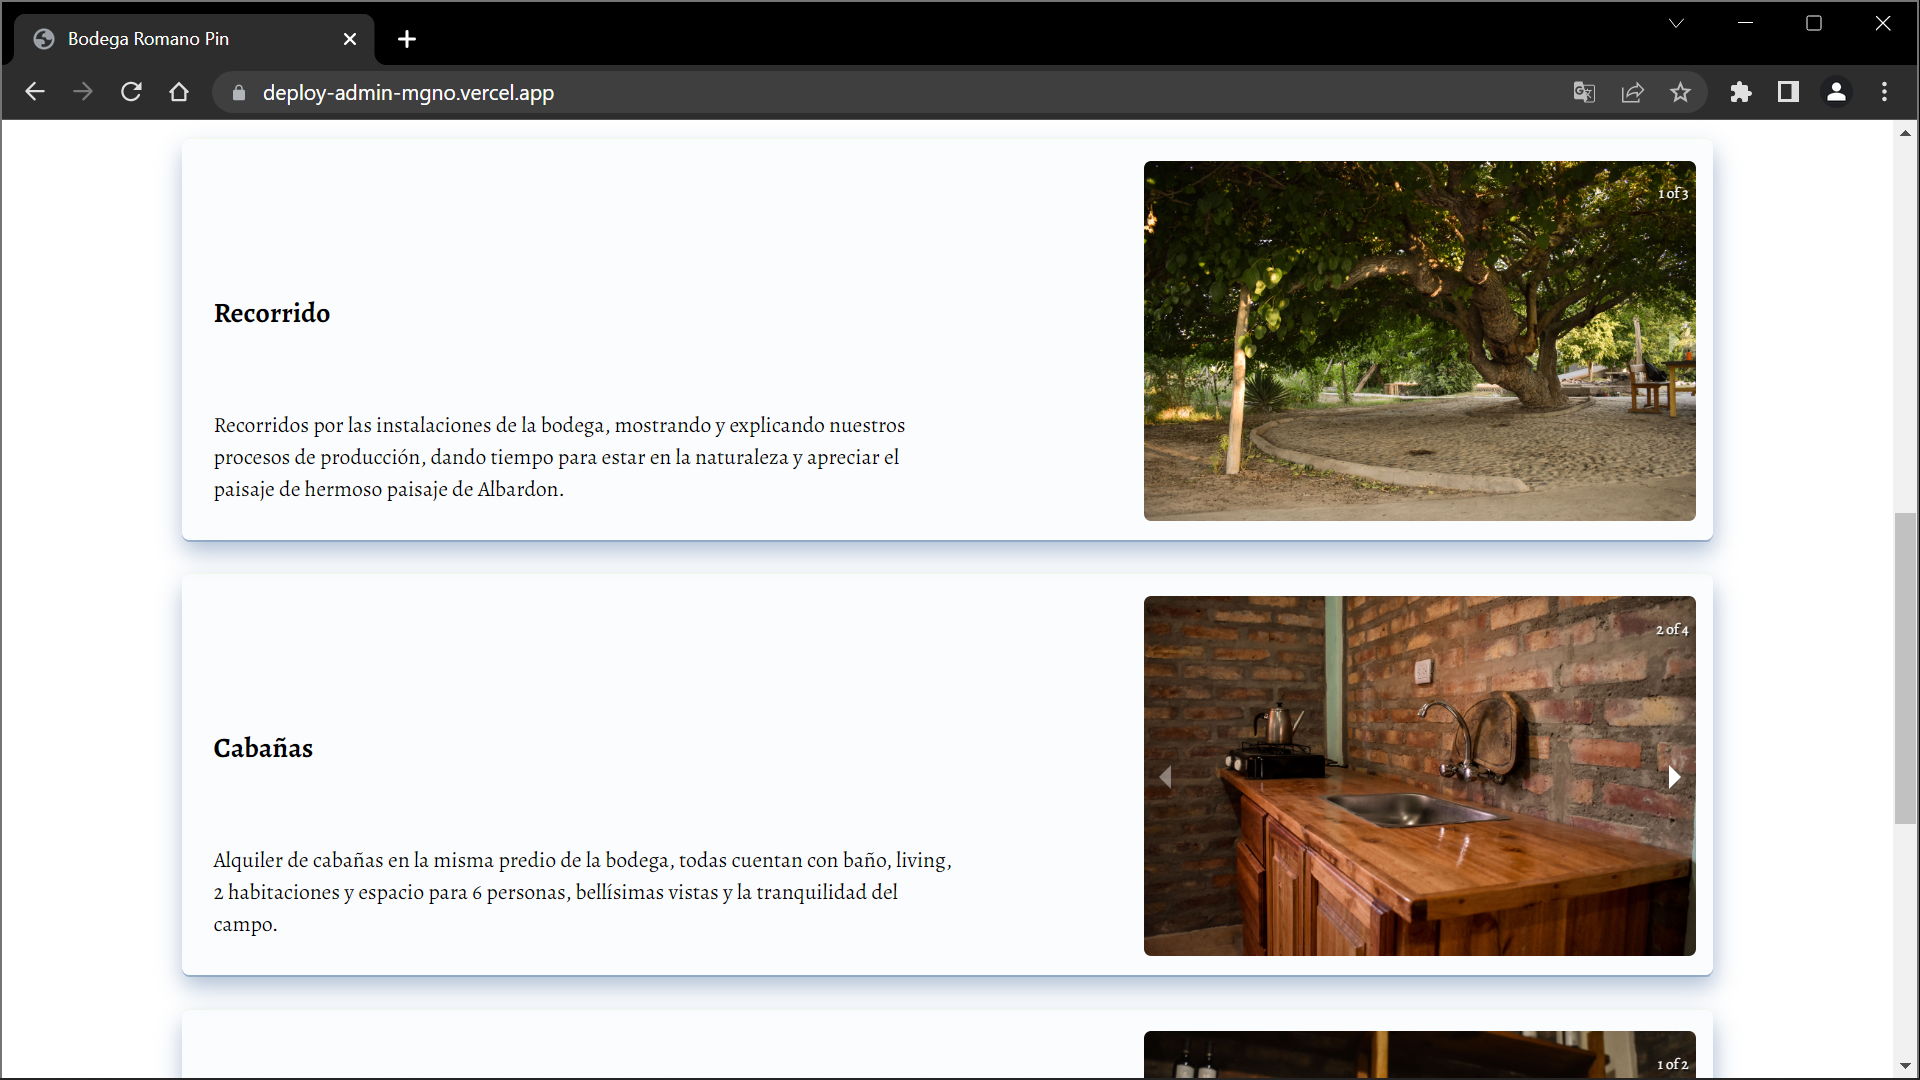 Bodega Romano Pin
deploy-admin-mgno.vercel.app
1 of 3
Recorrido
Recorridos por las instalaciones de la bodega, mostrando y explicando nuestros
procesos de producción, dando tiempo para estar en la naturaleza y apreciar el
paisaje de hermoso paisaje de Albardon.
2 of 4
Cabañas
Alquiler de cabañas en la misma predio de la bodega, todas cuentan con baño, living,
2 habitaciones y espacio para 6 personas, bellísimas vistas y la tranquilidad del
campo.
1 of 2